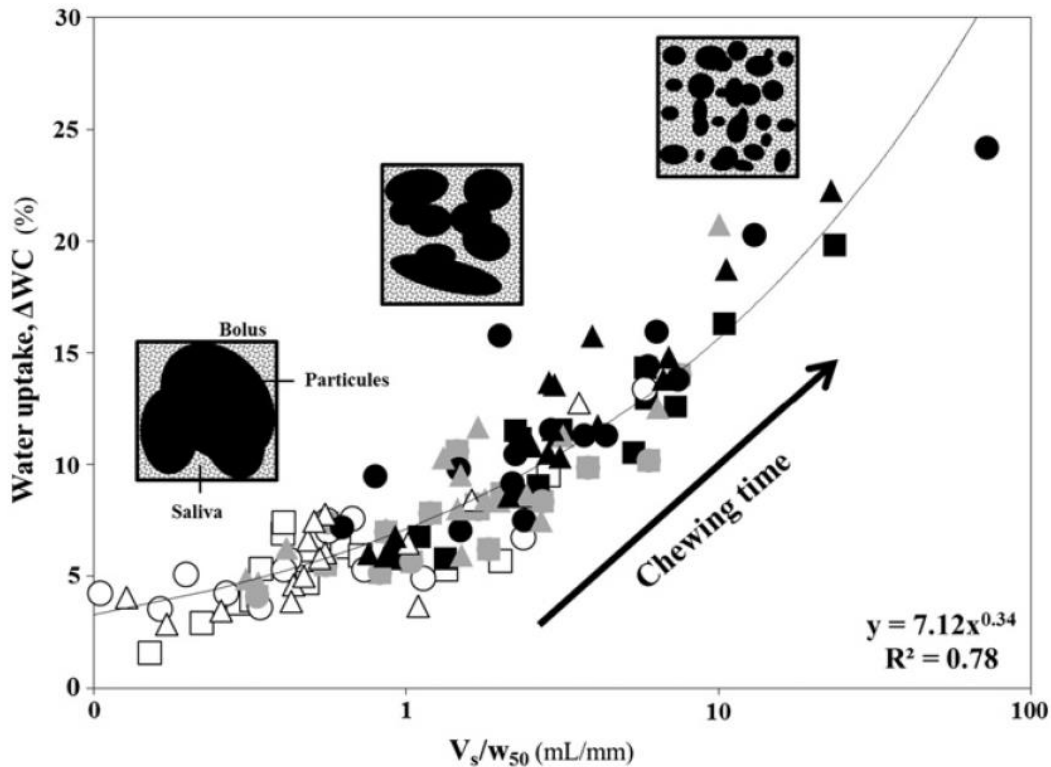 30
25
20
15
10
5
0
Water uptake, ΔWC (%)
Bolus
Particules
Saliva
Chewing time
y = 7.12x^0.34
R² = 0.78
0
1
10
100
Vₛ/w₅₀ (mL/mm)